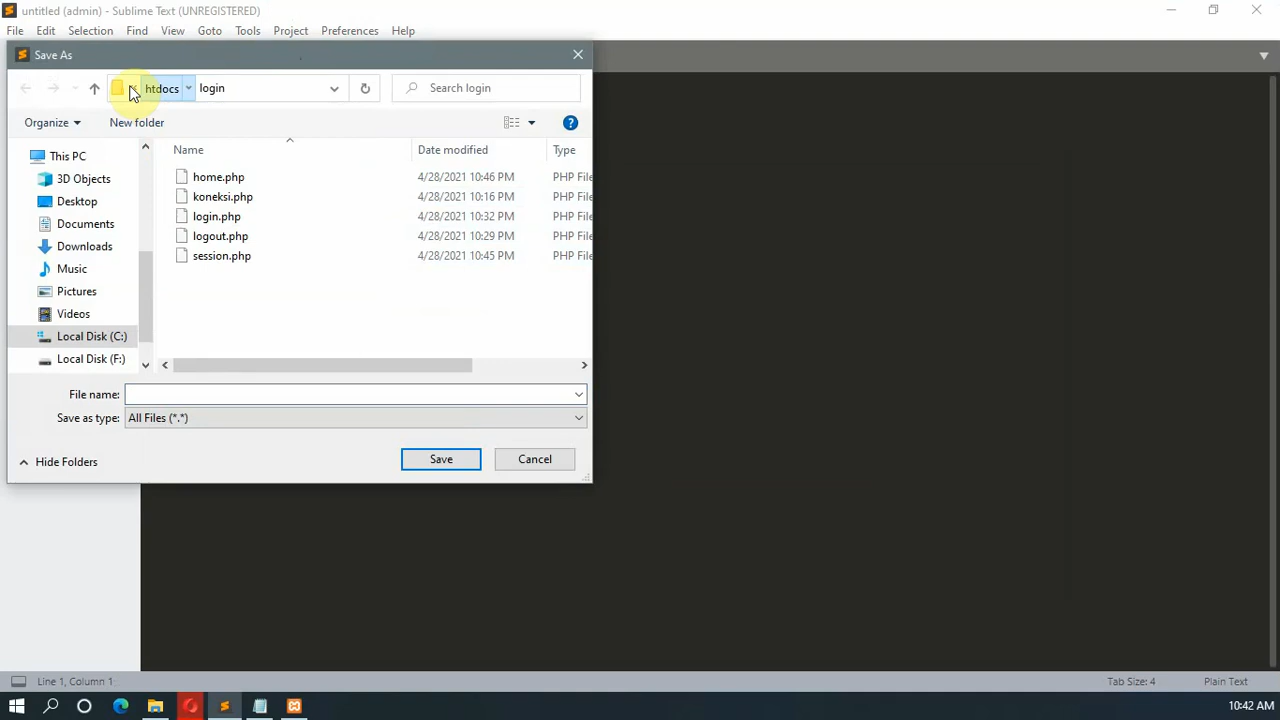 untitled (admin) - Sublime Text (UNREGISTERED)
File Edit Selection Find View Goto Tools Project Preferences Help
Save As
htdocs login Search login
Organize New folder
Name Date modified Type
This PC
3D Objects
Desktop
Documents
Downloads
Music
Pictures
Videos
Local Disk (C:)
Local Disk (F:)
home.php 4/28/2021 10:46 PM PHP File
koneksi.php 4/28/2021 10:16 PM PHP File
login.php 4/28/2021 10:32 PM PHP File
logout.php 4/28/2021 10:29 PM PHP File
session.php 4/28/2021 10:45 PM PHP File
File name:
Save as type: All Files (*.*)
Hide Folders Save Cancel
Line 1, Column 1 Tab Size: 4 Plain Text
10:42 AM